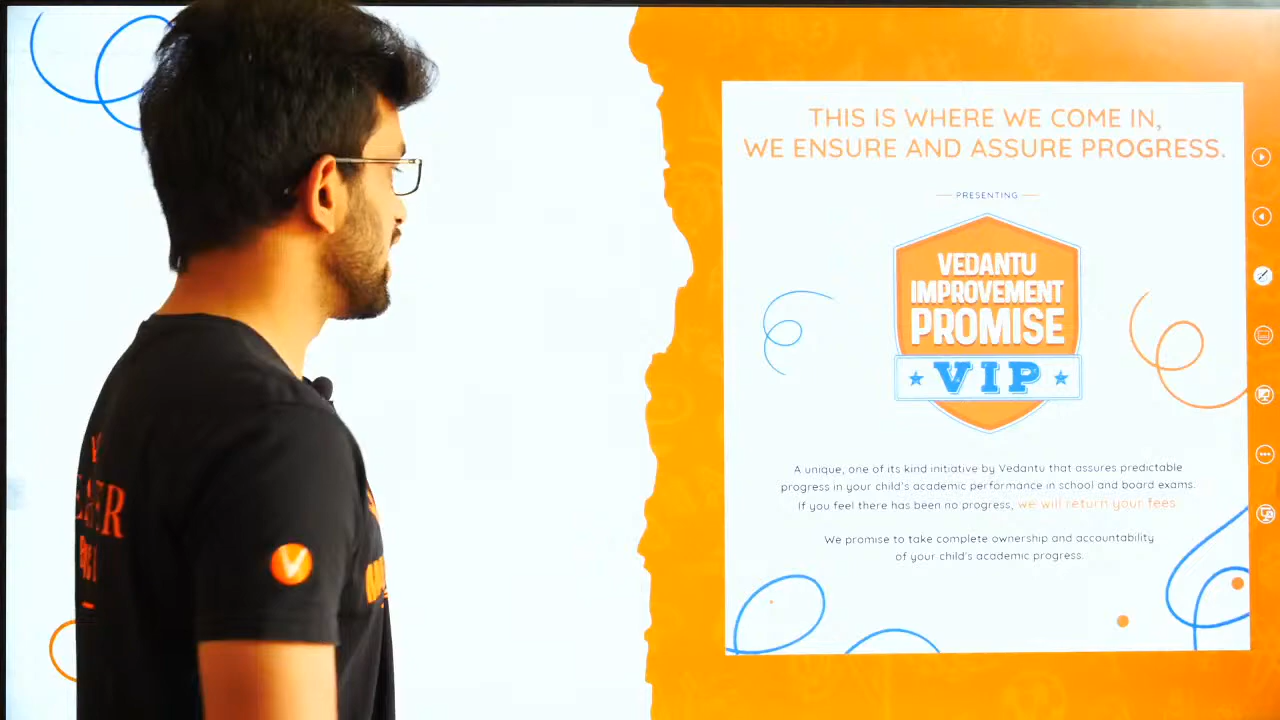 THIS IS WHERE WE COME IN,
WE ENSURE AND ASSURE PROGRESS.
PRESENTING
VEDANTU
IMPROVEMENT
PROMISE
VIP
A unique, one of its kind initiative by Vedantu that assures predictable
progress in your child's academic performance in school and board exams.
If you feel there has been no progress, we will return your fees
We promise to take complete ownership and accountability
of your child's academic progress.
V